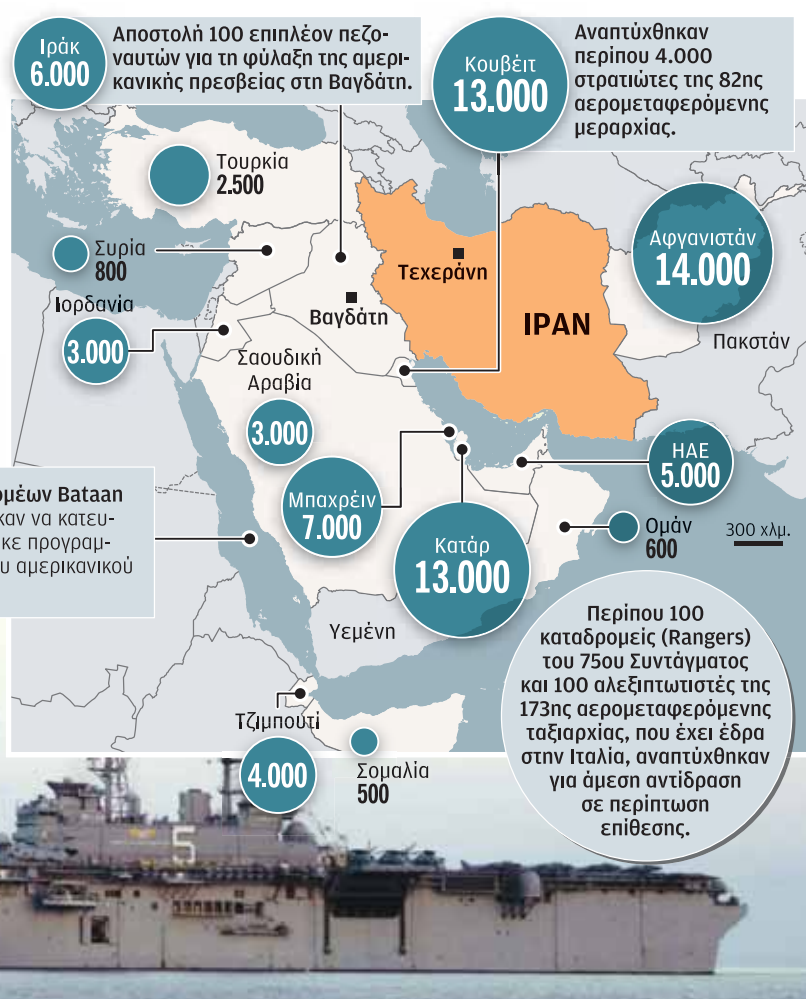 Ιράκ
6.000
Αποστολή 100 επιπλέον πεζο-
ναυτών για τη φύλαξη της αμερι-
κανικής πρεσβείας στη Βαγδάτη.
Κουβέιτ
13.000
Αναπτύχθηκαν
περίπου 4.000
στρατιώτες της 82ης
αερομεταφερόμενης
μεραρχίας.
Τουρκία
2.500
Συρία
800
Ιορδανία
3.000
Βαγδάτη
Τεχεράνη
ΙΡΑΝ
Αφγανιστάν
14.000
Πακστάν
Σαουδική
Αραβία
3.000
Μπαχρέιν
7.000
Κατάρ
13.000
ΗΑΕ
5.000
Ομάν
600
300 χλμ.
ομέων Bataan
καν να κατευ-
κε προγραμ-
υ αμερικανικού
Υεμένη
Τζιμπουτί
4.000
Σομαλία
500
Περίπου 100
καταδρομείς (Rangers)
του 75ου Συντάγματος
και 100 αλεξιπτωτιστές της
173ης αερομεταφερόμενης
ταξιαρχίας, που έχει έδρα
στην Ιταλία, αναπτύχθηκαν
για άμεση αντίδραση
σε περίπτωση
επίθεσης.
5